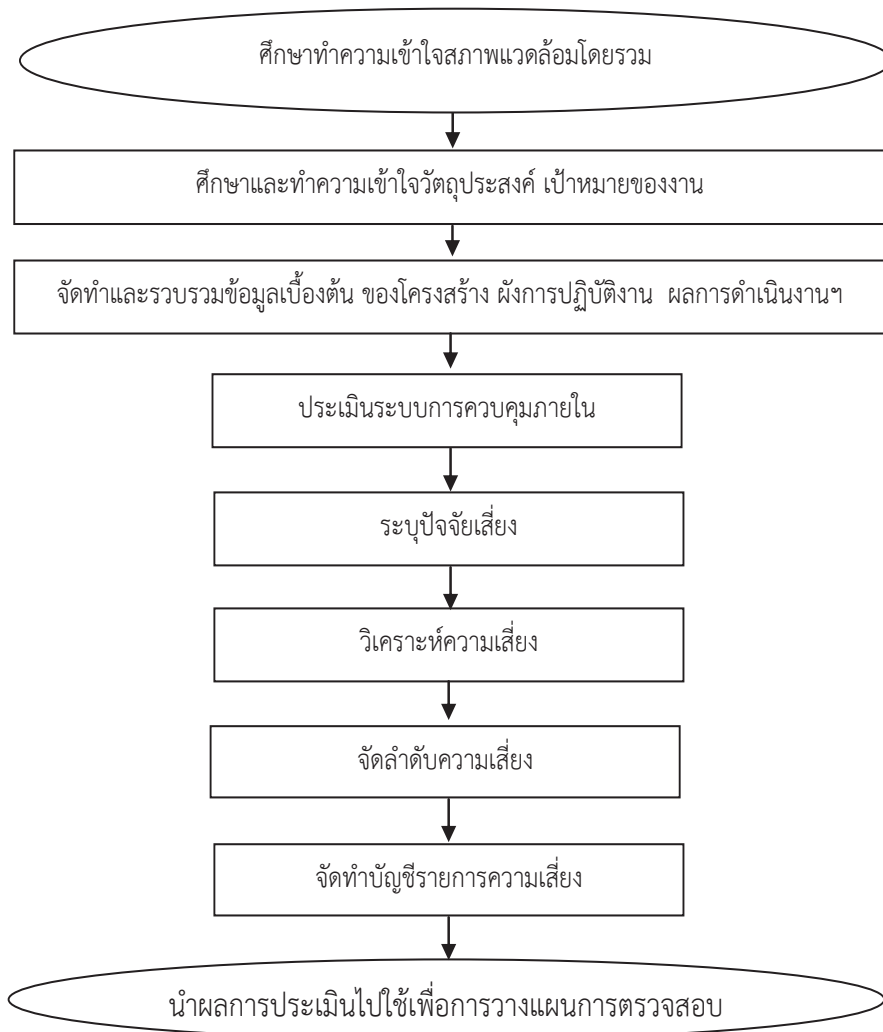 ศึกษาทำความเข้าใจสภาพแวดล้อมโดยรวม
ศึกษาและทำความเข้าใจวัตถุประสงค์ เป้าหมายของงาน
จัดทำและรวบรวมข้อมูลเบื้องต้น ของโครงสร้าง ผังการปฏิบัติงาน ผลการดำเนินงานฯ
ประเมินระบบการควบคุมภายใน
ระบุปัจจัยเสี่ยง
วิเคราะห์ความเสี่ยง
จัดลำดับความเสี่ยง
จัดทำบัญชีรายการความเสี่ยง
นำผลการประเมินไปใช้เพื่อการวางแผนการตรวจสอบ